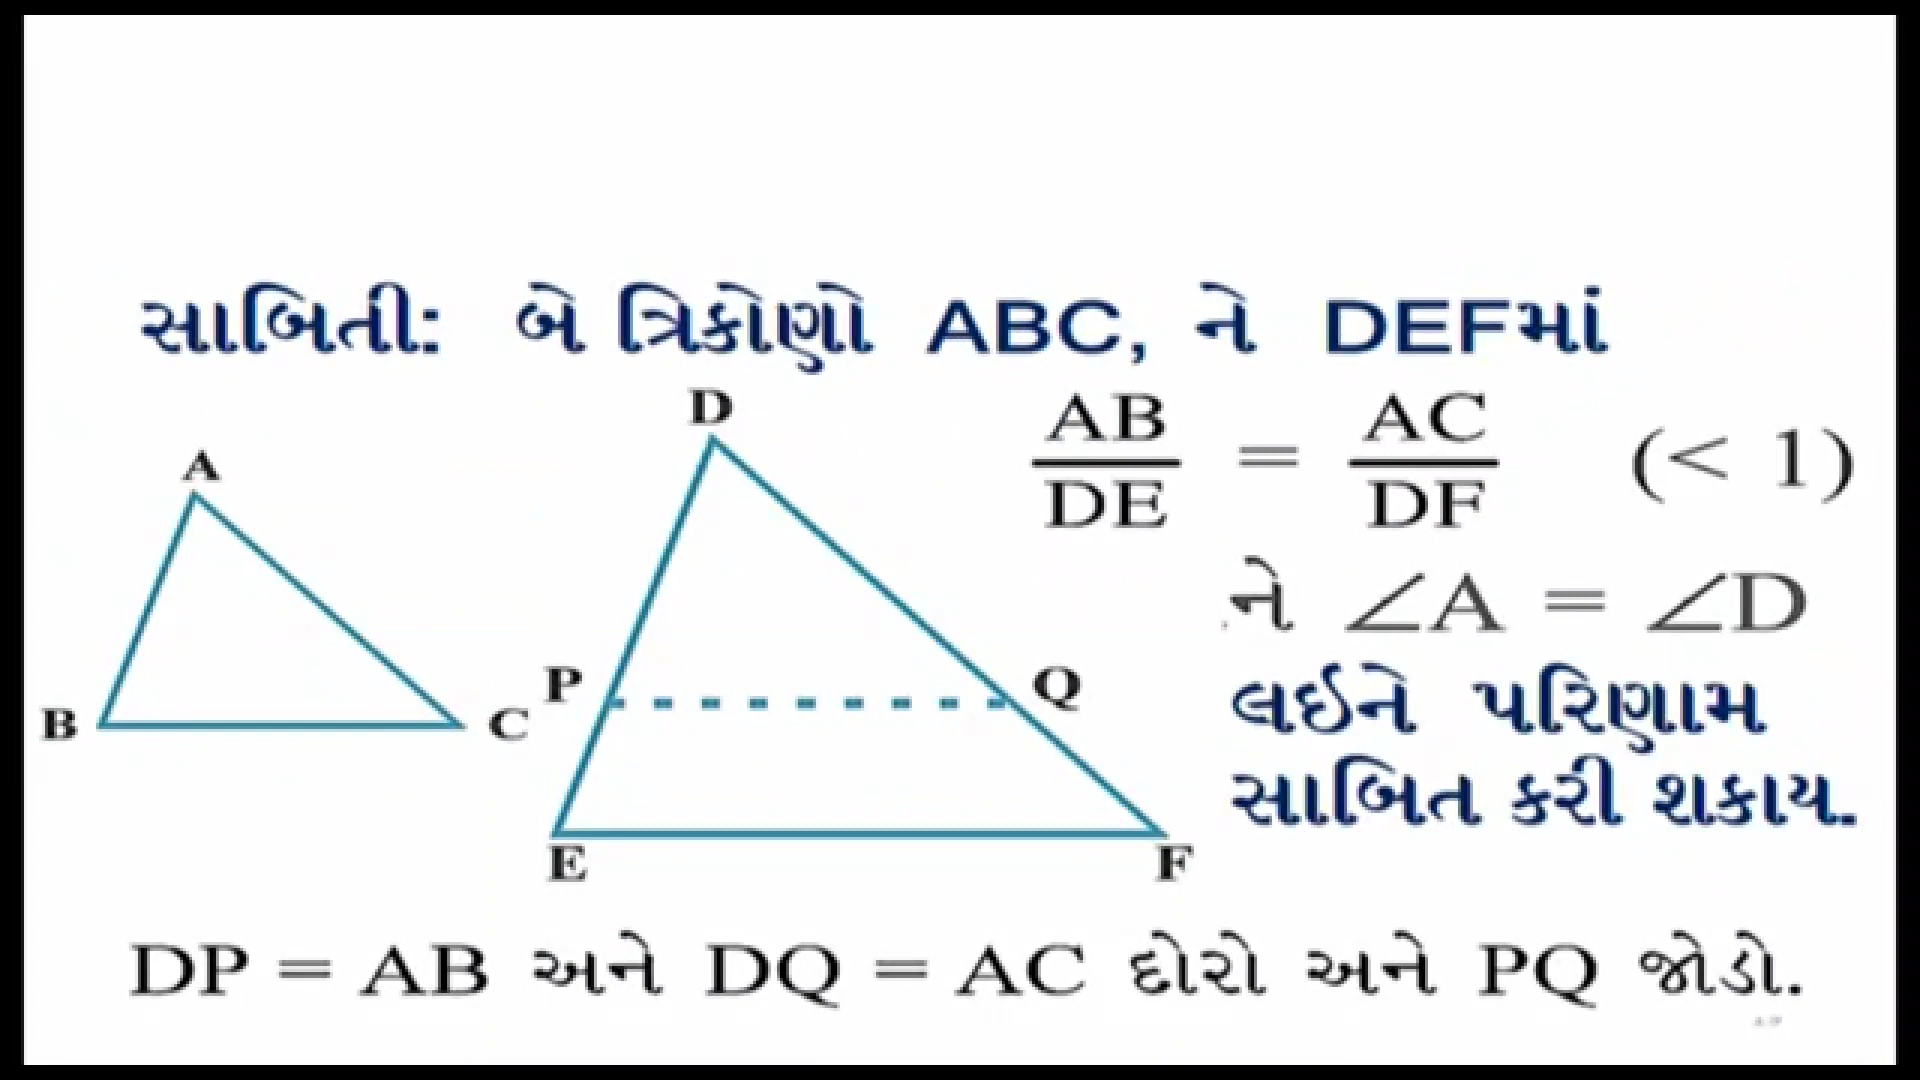 સાબિતી: બે ત્રિકોણો ABC, ને DEFમાં
AB/DE = AC/DF (< 1)
ને ∠A = ∠D
લઈને પરિણામ
સાબિત કરી શકાય.
A
B
C
D
P
Q
E
F
DP = AB અને DQ = AC દોરો અને PQ જોડો.